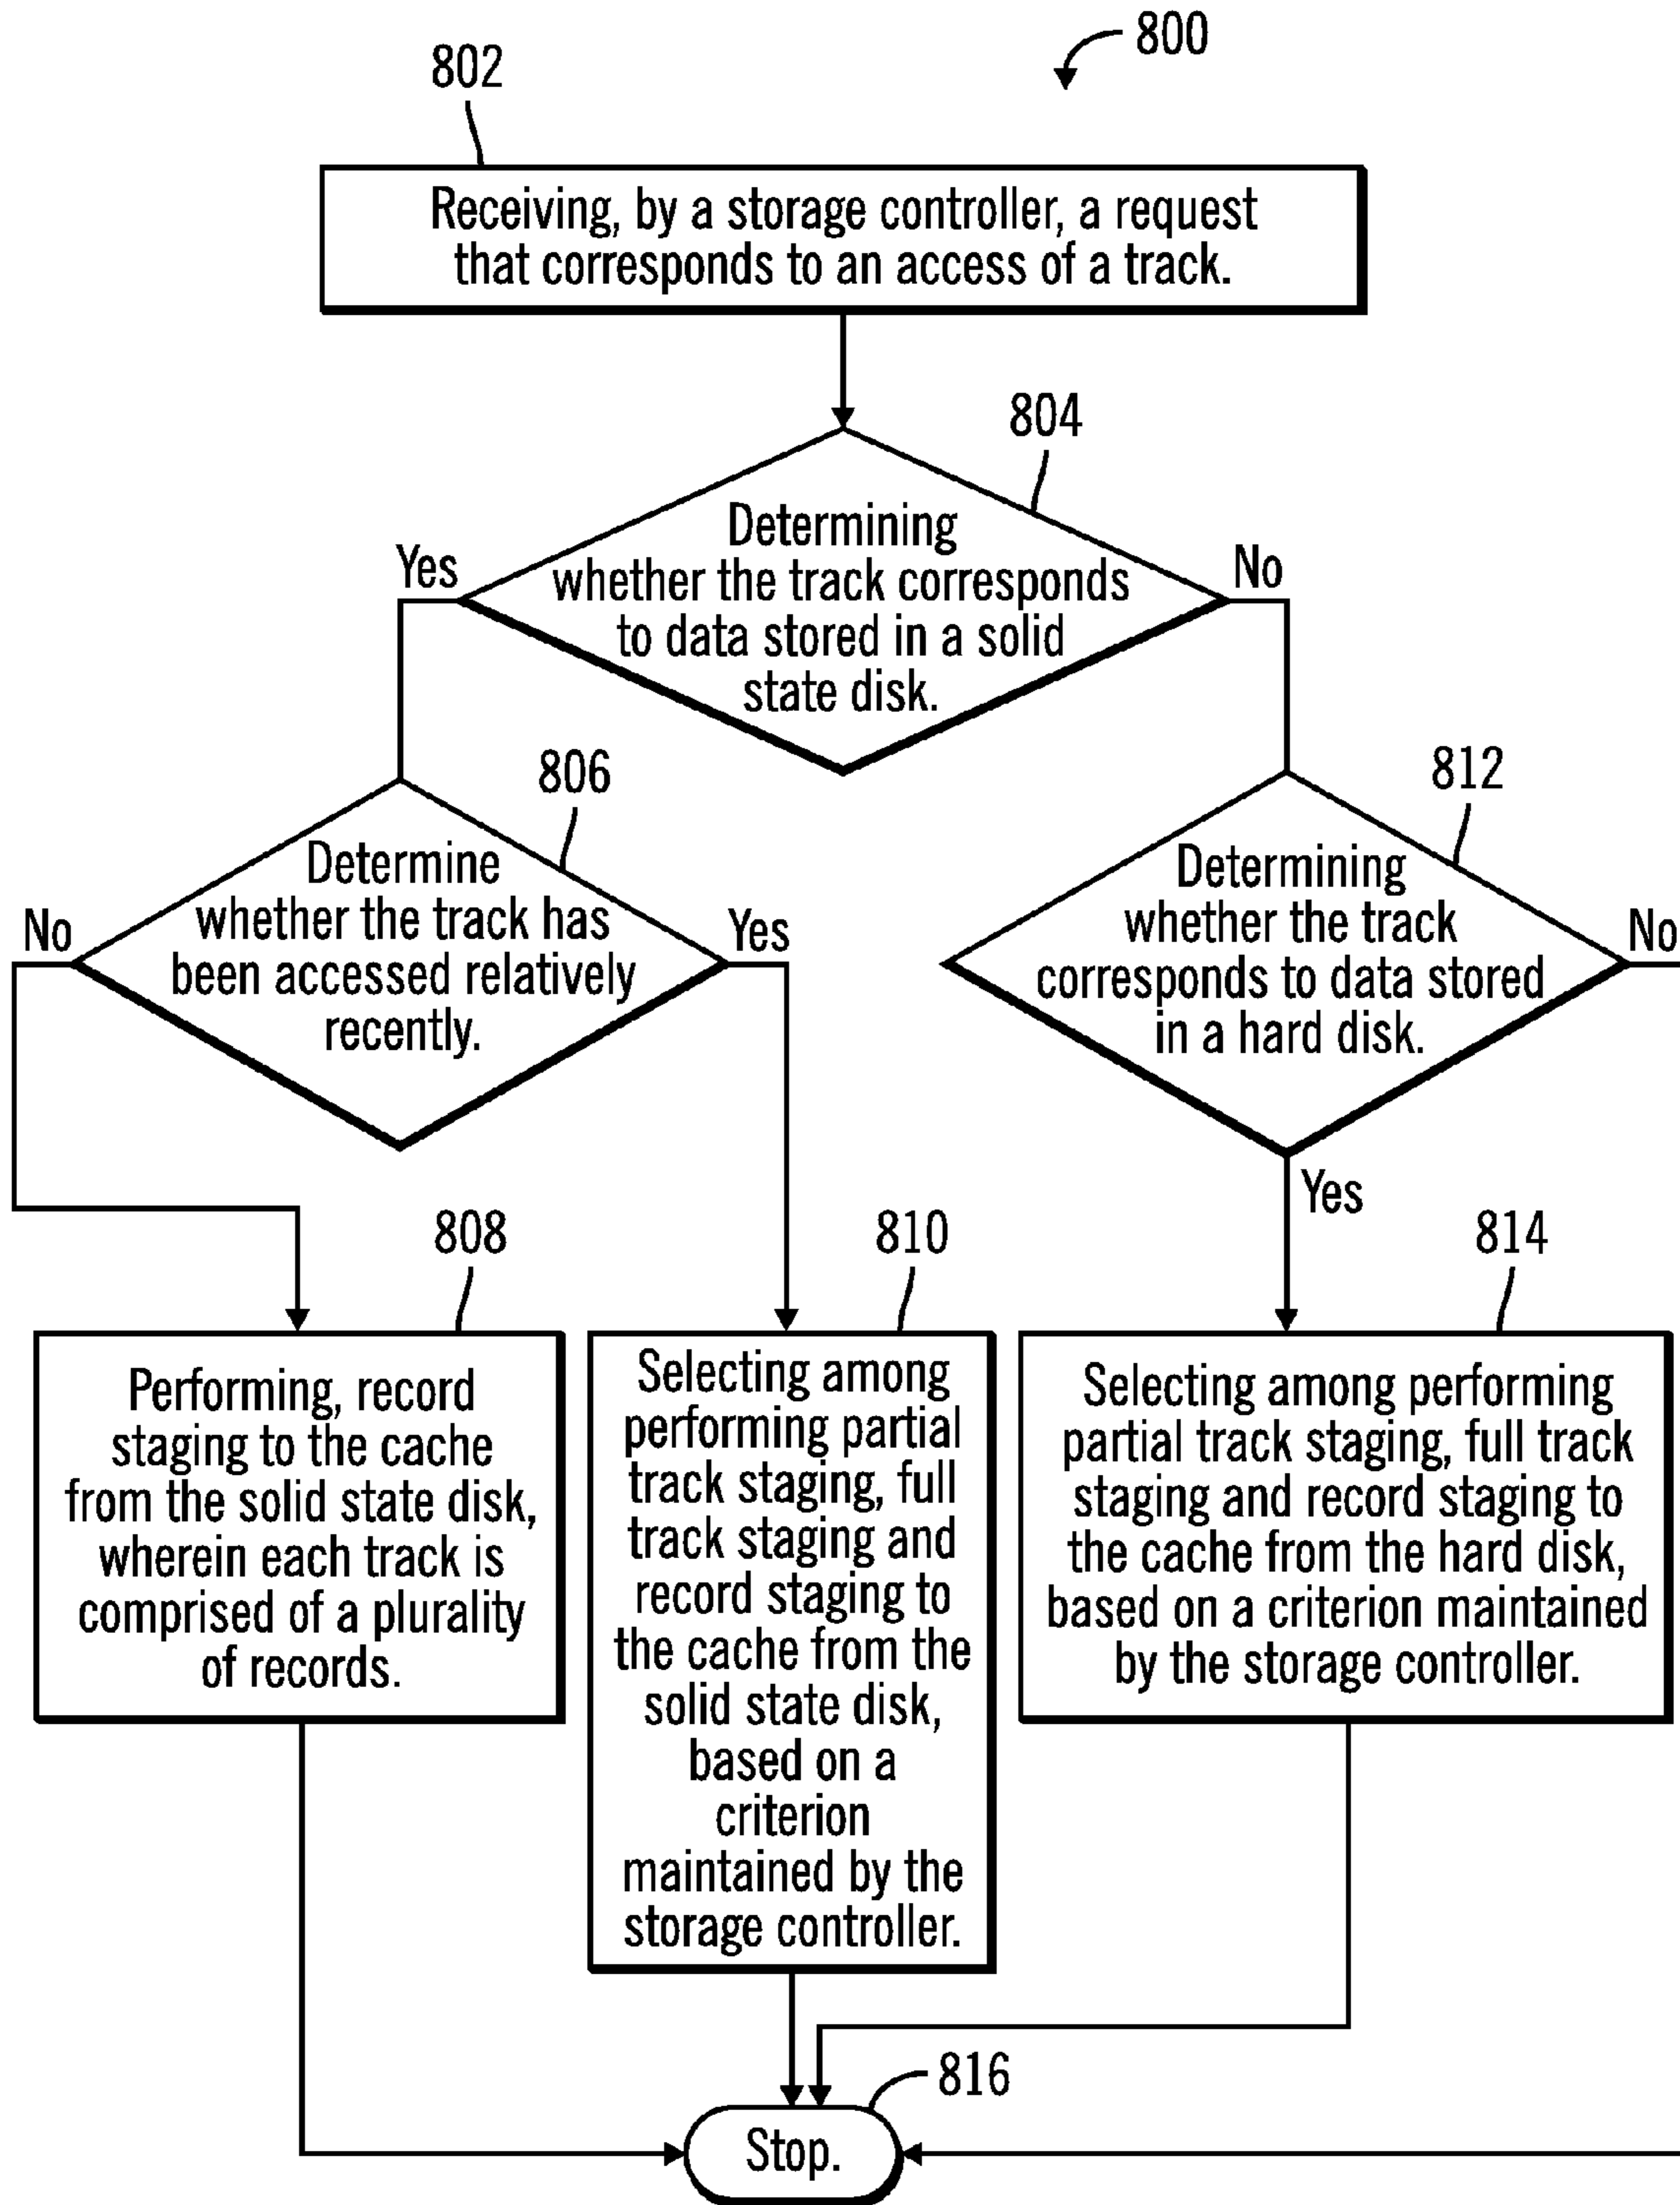 800
802
Receiving, by a storage controller, a request
that corresponds to an access of a track.
804
Determining
whether the track corresponds
to data stored in a solid
state disk.
Yes
No
806
Determine
whether the track has
been accessed relatively
recently.
No
Yes
812
Determining
whether the track
corresponds to data stored
in a hard disk.
No
Yes
808
Performing, record
staging to the cache
from the solid state disk,
wherein each track is
comprised of a plurality
of records.
810
Selecting among
performing partial
track staging, full
track staging and
record staging to
the cache from the
solid state disk,
based on a
criterion
maintained by the
storage controller.
814
Selecting among performing
partial track staging, full track
staging and record staging to
the cache from the hard disk,
based on a criterion maintained
by the storage controller.
816
Stop.